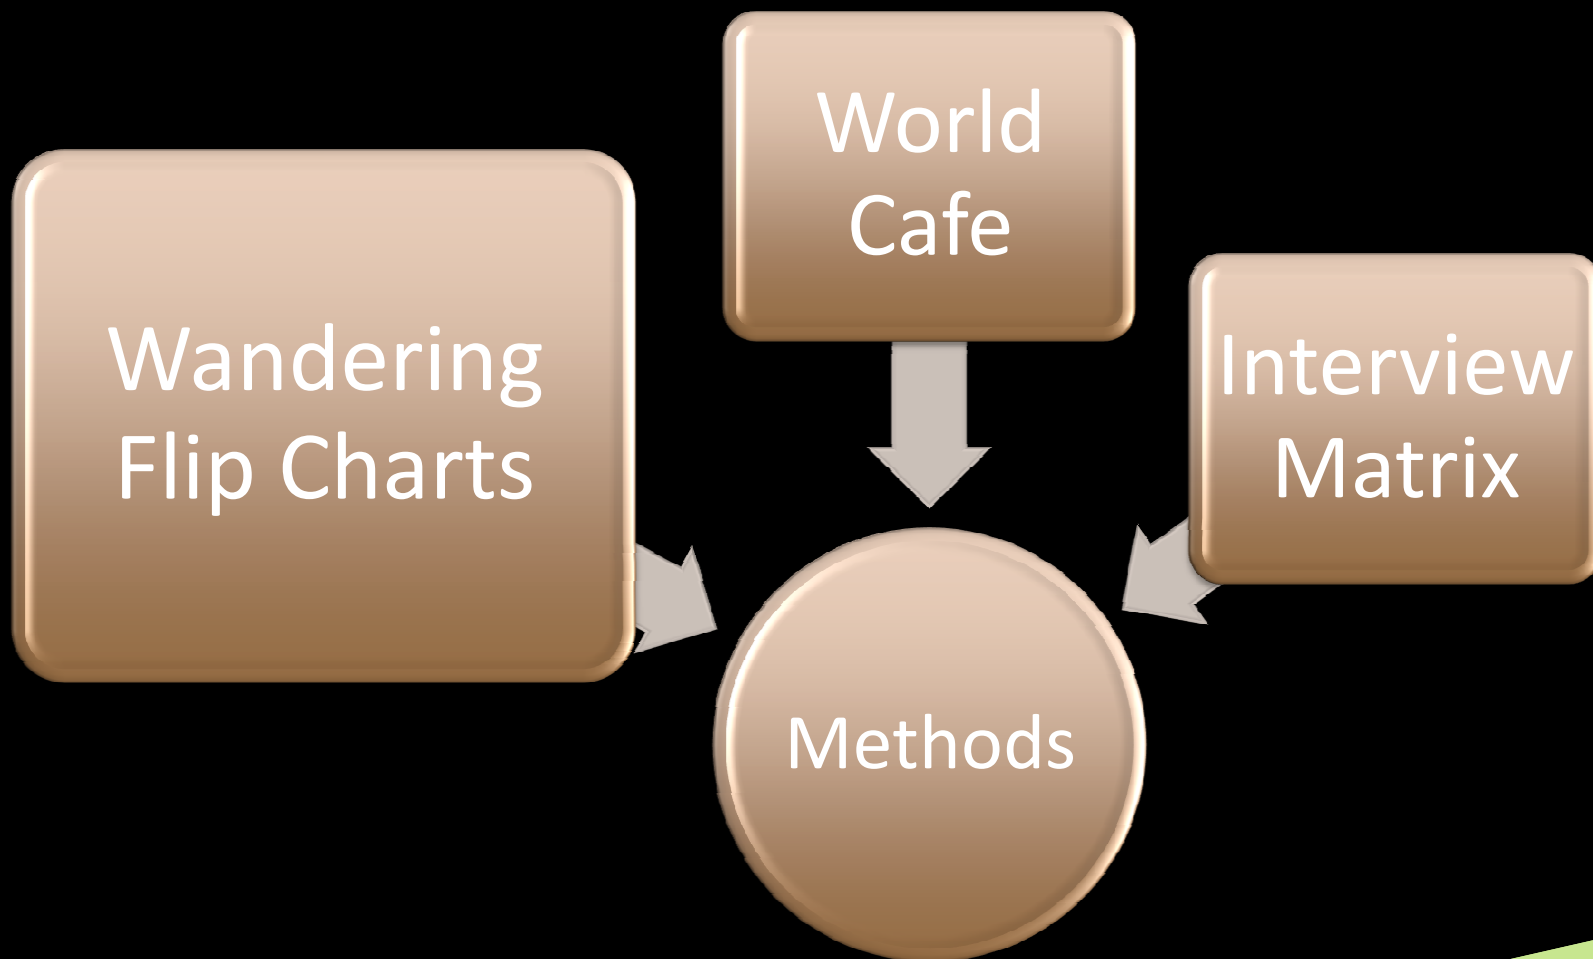 World
Cafe
Wandering
Flip Charts
Interview
Matrix
Methods